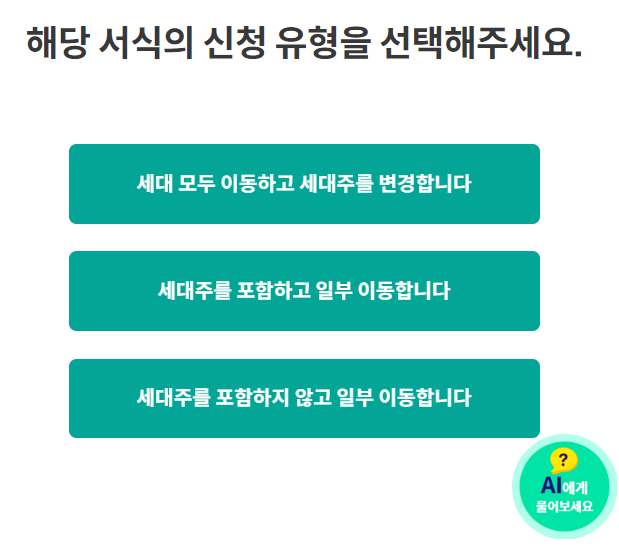 해당 서식의 신청 유형을 선택해주세요.
세대 모두 이동하고 세대주를 변경합니다
세대주를 포함하고 일부 이동합니다
세대주를 포함하지 않고 일부 이동합니다
?
AI에게
물어보세요